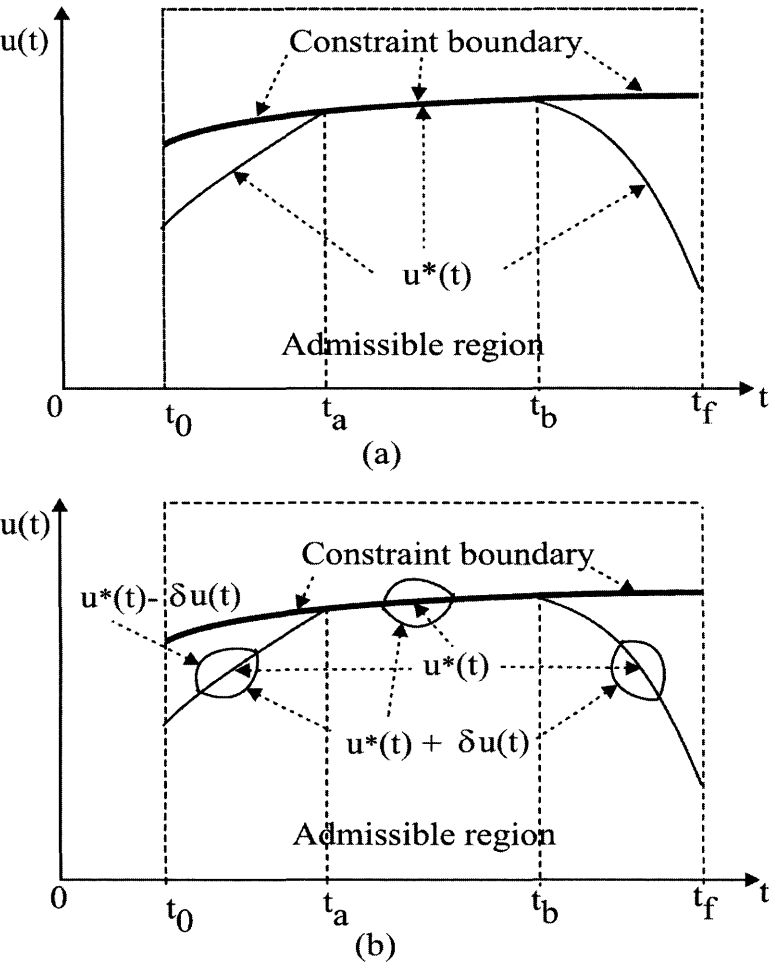 u(t)
Constraint boundary
u*(t)
Admissible region
0
t0
ta
tb
tf
t
(a)
u(t)
Constraint boundary
u*(t)- δu(t)
u*(t)
u*(t) + δu(t)
Admissible region
0
t0
ta
tb
tf
t
(b)